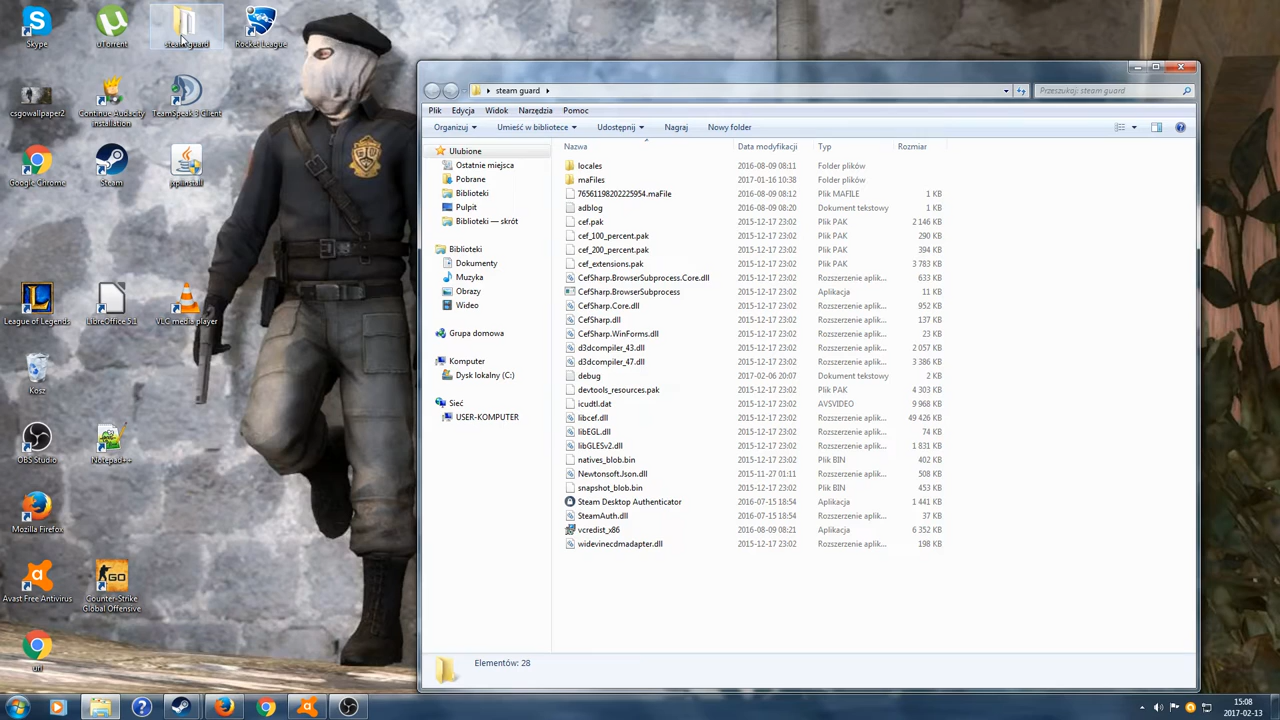 Skype
uTorrent
steam guard
Rocket League
csgowallpaper2
Continue Audacity
installation
TeamSpeak 3 Client
Google Chrome
Steam
League of Legends
LibreOffice 5.1
VLC media player
Kosz
OBS Studio
Notepad++
Mozilla Firefox
Avast Free Antivirus
Counter-Strike
Global Offensive
GO
steam guard
Przeszukaj: steam guard
Plik Edycja Widok Narzędzia Pomoc
Organizuj Umieść w bibliotece Udostępnij Nagraj Nowy folder
Ulubione
Ostatnie miejsca
Pobrane
Biblioteki
Pulpit
Biblioteki — skrót
Biblioteki
Dokumenty
Muzyka
Obrazy
Wideo
Grupa domowa
Komputer
Dysk lokalny (C:)
Sieć
USER-KOMPUTER
Nazwa Data modyfikacji Typ Rozmiar
locales 2016-08-09 08:11 Folder plików
maFiles 2017-01-16 10:38 Folder plików
76561198202225954.maFile 2016-08-09 08:12 Plik MAFILE 1 KB
adblog 2016-08-09 08:20 Dokument tekstowy 1 KB
cef.pak 2015-12-17 23:02 Plik PAK 2 146 KB
cef_100_percent.pak 2015-12-17 23:02 Plik PAK 290 KB
cef_200_percent.pak 2015-12-17 23:02 Plik PAK 394 KB
cef_extensions.pak 2015-12-17 23:02 Plik PAK 3 783 KB
CefSharp.BrowserSubprocess.Core.dll 2015-12-17 23:02 Rozszerzenie aplik... 633 KB
CefSharp.BrowserSubprocess 2015-12-17 23:02 Aplikacja 11 KB
CefSharp.Core.dll 2015-12-17 23:02 Rozszerzenie aplik... 952 KB
CefSharp.dll 2015-12-17 23:02 Rozszerzenie aplik... 137 KB
CefSharp.WinForms.dll 2015-12-17 23:02 Rozszerzenie aplik... 23 KB
d3dcompiler_43.dll 2015-12-17 23:02 Rozszerzenie aplik... 2 057 KB
d3dcompiler_47.dll 2015-12-17 23:02 Rozszerzenie aplik... 3 386 KB
debug 2017-02-06 20:07 Dokument tekstowy 2 KB
devtools_resources.pak 2015-12-17 23:02 Plik PAK 4 303 KB
icudtl.dat 2015-12-17 23:02 AVSVIDEO 9 968 KB
libcef.dll 2015-12-17 23:02 Rozszerzenie aplik... 49 426 KB
libEGL.dll 2015-12-17 23:02 Rozszerzenie aplik... 74 KB
libGLESv2.dll 2015-12-17 23:02 Rozszerzenie aplik... 1 831 KB
natives_blob.bin 2015-12-17 23:02 Plik BIN 402 KB
Newtonsoft.Json.dll 2015-11-27 01:11 Rozszerzenie aplik... 508 KB
snapshot_blob.bin 2015-12-17 23:02 Plik BIN 453 KB
Steam Desktop Authenticator 2016-07-15 18:54 Aplikacja 1 441 KB
SteamAuth.dll 2016-07-15 18:54 Rozszerzenie aplik... 37 KB
vcredist_x86 2016-08-09 08:21 Aplikacja 6 352 KB
widevinecdmadapter.dll 2015-12-17 23:02 Rozszerzenie aplik... 198 KB
Elementów: 28
15:08
2017-02-13